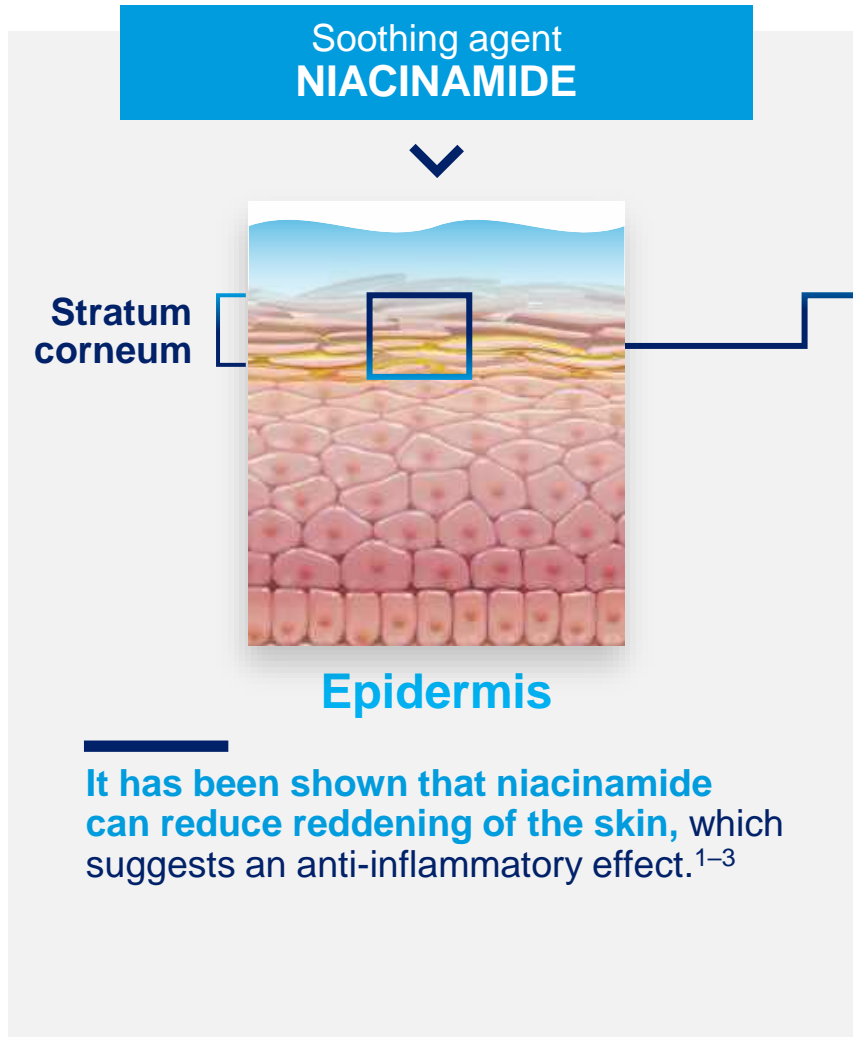 Soothing agent
NIACINAMIDE
Stratum
corneum
Epidermis
It has been shown that niacinamide
can reduce reddening of the skin, which
suggests an anti-inflammatory effect.¹⁻³